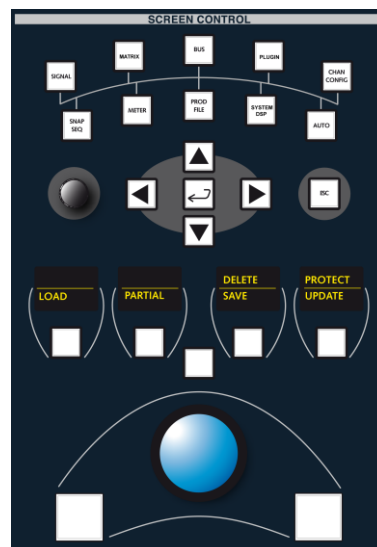 SCREEN CONTROL
BUS
MATRIX
PLUGIN
SIGNAL
CHAN
CONFIG
SNAP
SEQ
METER
PROD
FILE
SYSTEM
DSP
AUTO
ESC
LOAD
PARTIAL
DELETE
SAVE
PROTECT
UPDATE